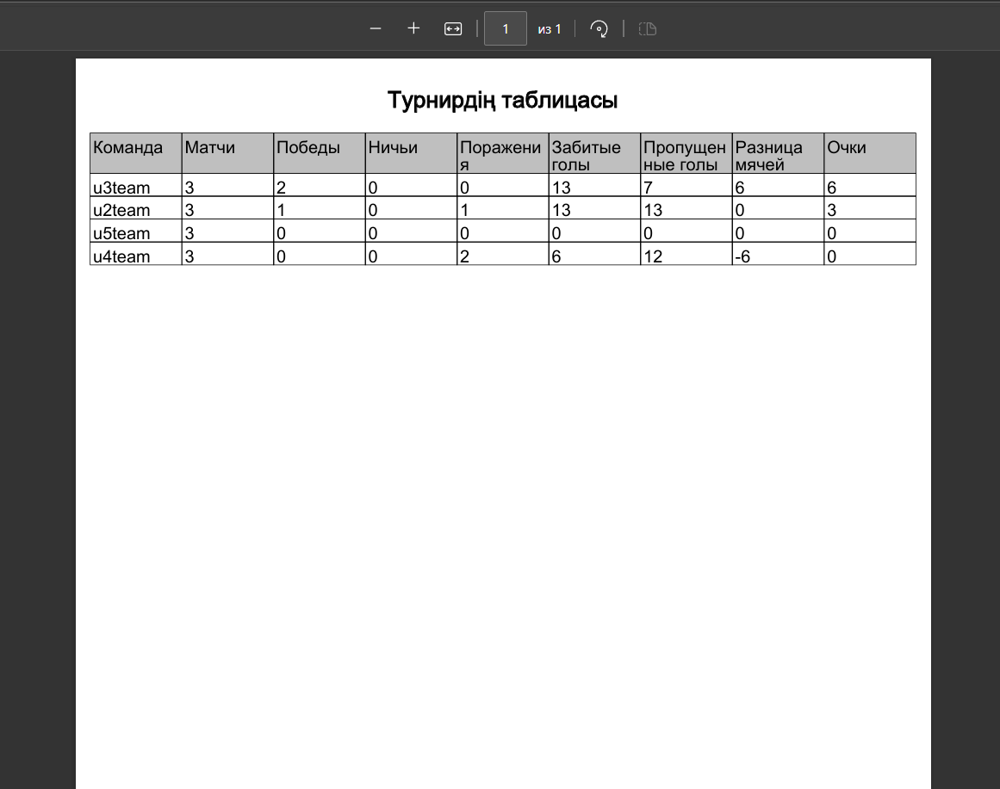 1 из 1
Турнирдің таблицасы
Команда Матчи Победы Ничьи Поражени Забитые Пропущен Разница Очки
я голы ные голы мячей
u3team 3 2 0 0 13 7 6 6
u2team 3 1 0 1 13 13 0 3
u5team 3 0 0 0 0 0 0 0
u4team 3 0 0 2 6 12 -6 0